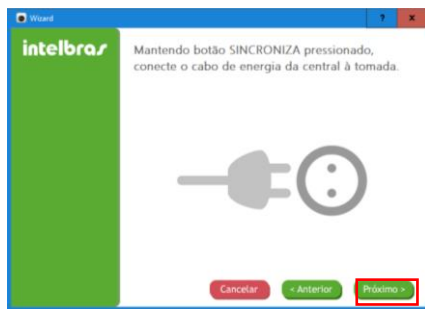 Wizard
? x
intelbras
Mantendo botão SINCRONIZA pressionado,
conecte o cabo de energia da central à tomada.
Cancelar < Anterior Próximo >